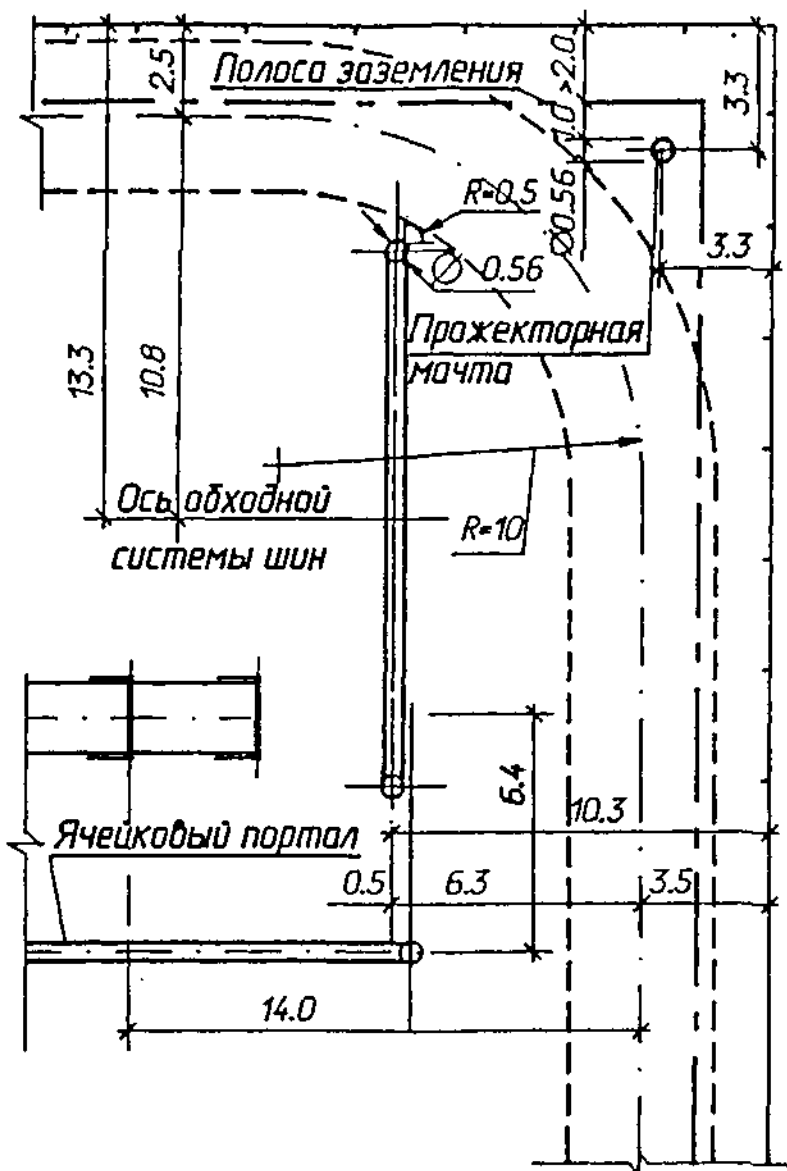 2.5
Полоса заземления
1.0 >2.0
3.3
R=0.5
Ø0.56
Ø 0.56
3.3
Прожекторная
мачта
13.3
10.8
Ось обходной
системы шин
R=10
6.4
10.3
Ячейковый портал
0.5
6.3
3.5
14.0